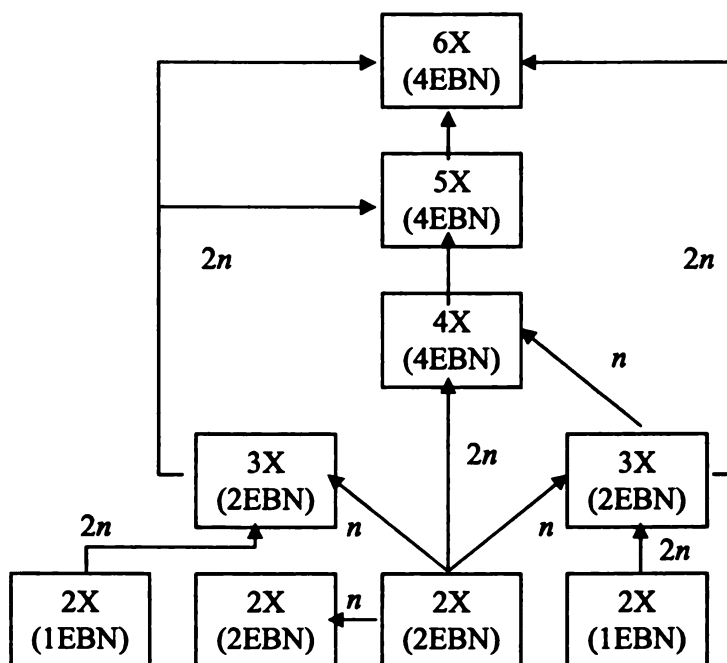 6X
(4EBN)
5X
(4EBN)
2n
2n
4X
(4EBN)
n
3X
(2EBN)
2n
3X
(2EBN)
2n
n
n
2n
2X
(1EBN)
2X
(2EBN)
n
2X
(2EBN)
2X
(1EBN)